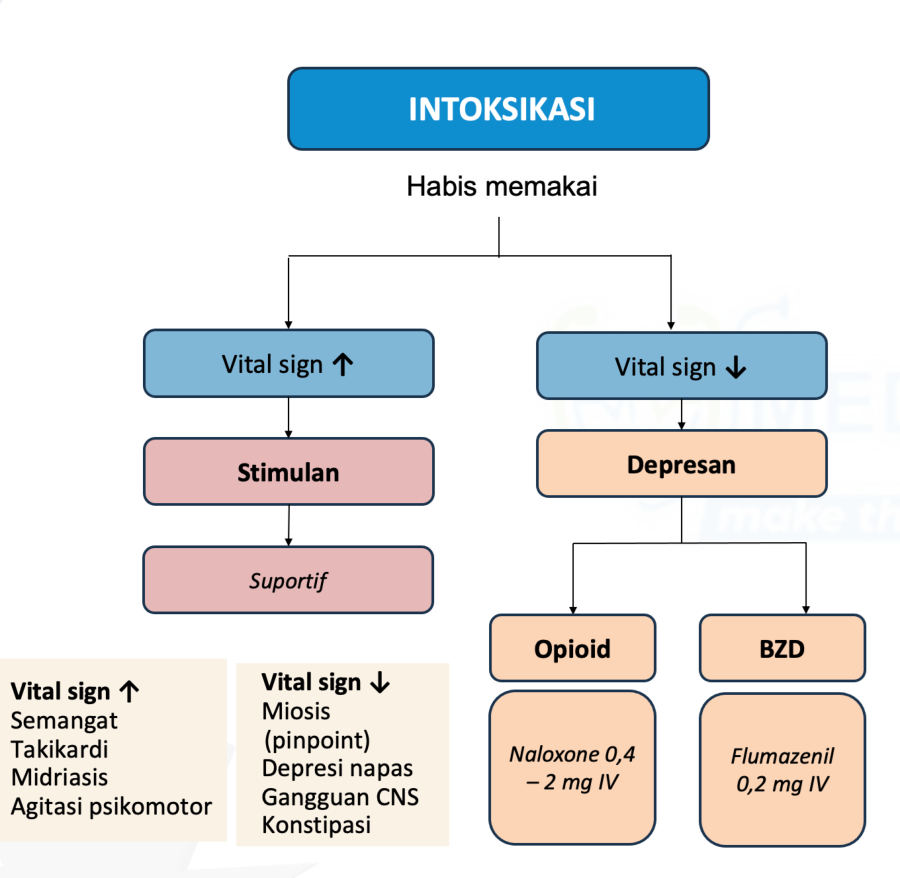 INTOKSIKASI
Habis memakai
Vital sign ↑
Vital sign ↓
Stimulan
Depresan
Suportif
Opioid
BZD
Naloxone 0,4
– 2 mg IV
Flumazenil
0,2 mg IV
Vital sign ↑
Semangat
Takikardi
Midriasis
Agitasi psikomotor
Vital sign ↓
Miosis
(pinpoint)
Depresi napas
Gangguan CNS
Konstipasi
make th